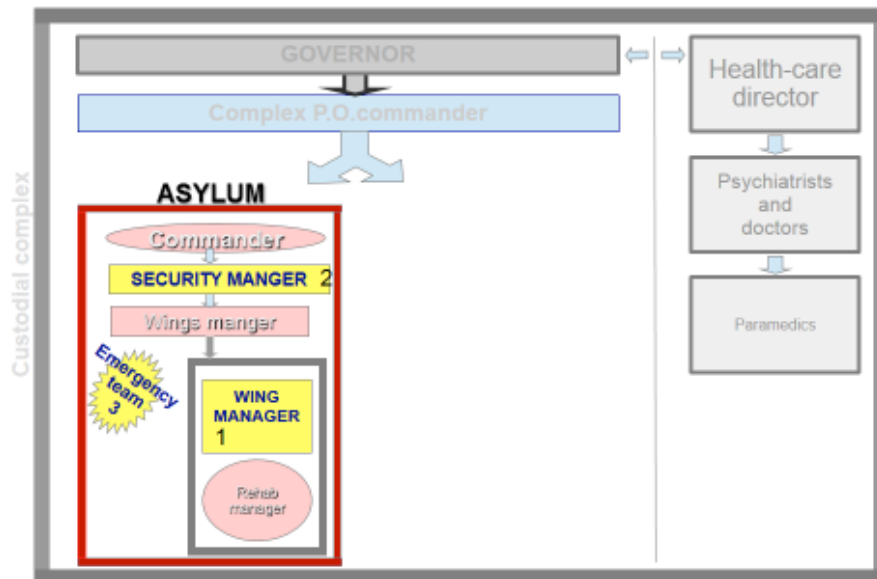 GOVERNOR
Complex P.O.commander
Health-care
director
Psychiatrists
and
doctors
Paramedics
Custodial complex
ASYLUM
Commander
SECURITY MANGER 2
Wings manger
Emergency
team
3
WING
MANAGER
1
Rehab
manager